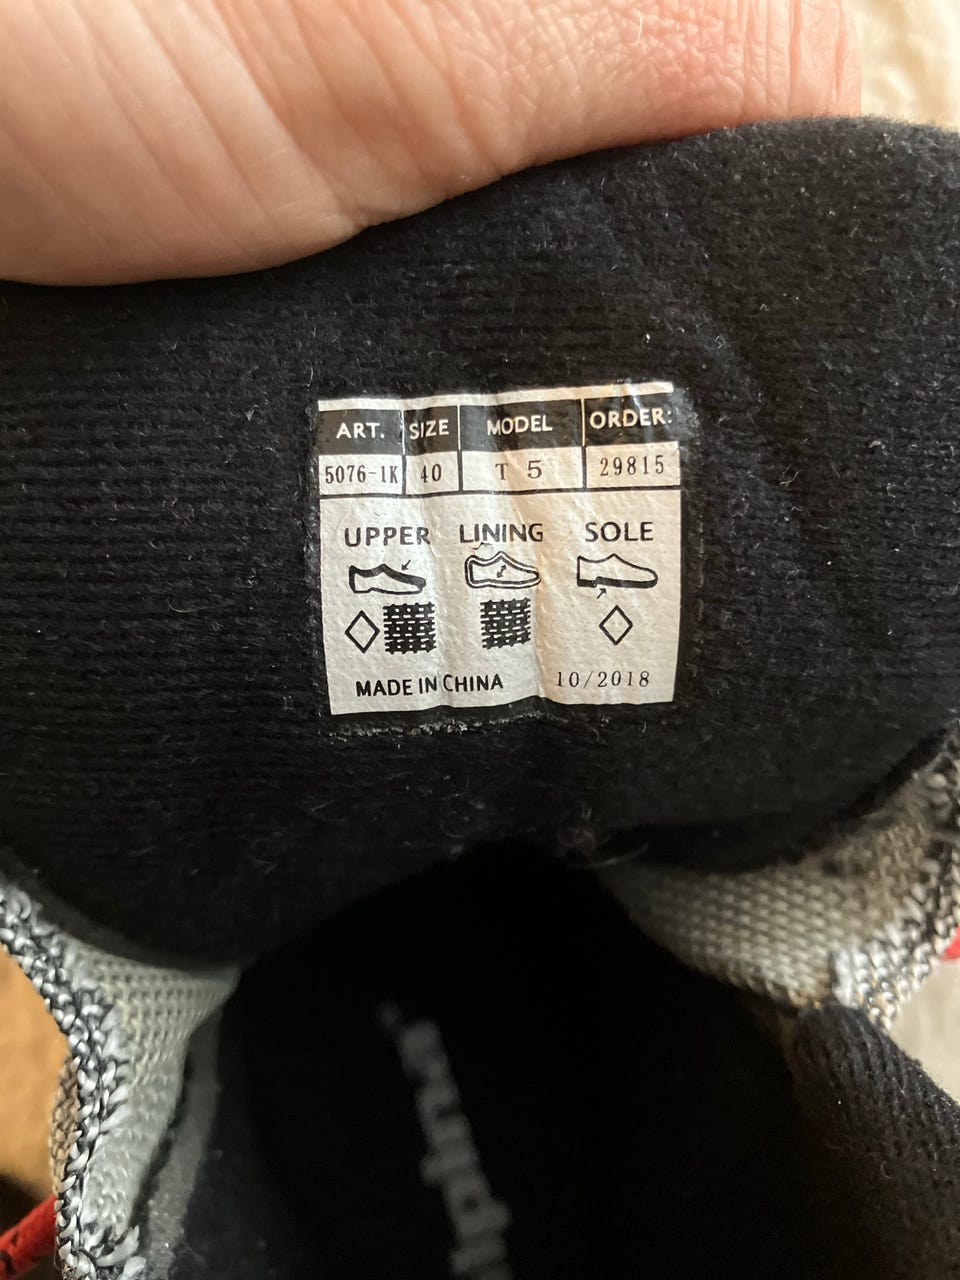 ART. SIZE MODEL ORDER:
5076-1K 40 T 5 29815
UPPER LINING SOLE
MADE IN CHINA 10/2018